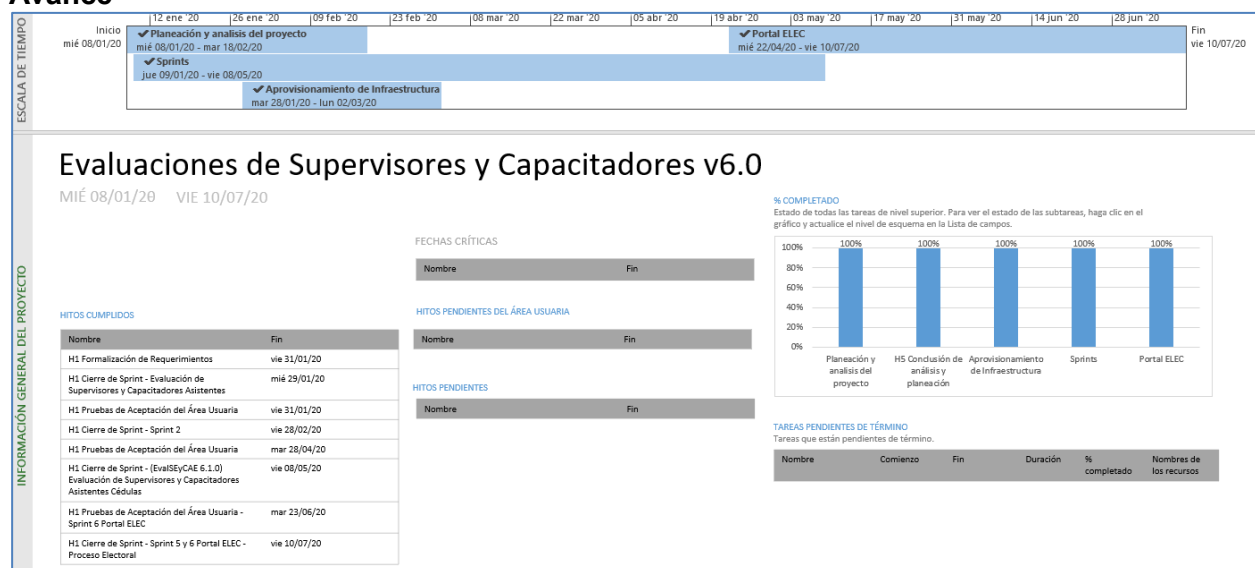 Avance
ESCALA DE TIEMPO
Inicio
mié 08/01/20
12 ene '20
26 ene '20
09 feb '20
23 feb '20
08 mar '20
22 mar '20
05 abr '20
19 abr '20
03 may '20
17 may '20
31 may '20
14 jun '20
28 jun '20
Planeación y analisis del proyecto
mié 08/01/20 - mar 18/02/20
Portal ELEC
mié 22/04/20 - vie 10/07/20
Sprints
jue 09/01/20 - vie 08/05/20
Aprovisionamiento de Infraestructura
mar 28/01/20 - lun 02/03/20
Fin
vie 10/07/20
INFORMACIÓN GENERAL DEL PROYECTO
Evaluaciones de Supervisores y Capacitadores v6.0
MIÉ 08/01/20 VIE 10/07/20
HITOS CUMPLIDOS
Nombre Fin
H1 Formalización de Requerimientos vie 31/01/20
H1 Cierre de Sprint - Evaluación de mié 29/01/20
Supervisores y Capacitadores Asistentes
H1 Pruebas de Aceptación del Área Usuaria vie 31/01/20
H1 Cierre de Sprint - Sprint 2 vie 28/02/20
H1 Pruebas de Aceptación del Área Usuaria mar 28/04/20
H1 Cierre de Sprint - (EvalSEyCAE 6.1.0) vie 08/05/20
Evaluación de Supervisores y Capacitadores
Asistentes Cédulas
H1 Pruebas de Aceptación del Área Usuaria - mar 23/06/20
Sprint 6 Portal ELEC
H1 Cierre de Sprint - Sprint 5 y 6 Portal ELEC - vie 10/07/20
Proceso Electoral
FECHAS CRÍTICAS
Nombre Fin
HITOS PENDIENTES DEL ÁREA USUARIA
Nombre Fin
HITOS PENDIENTES
Nombre Fin
% COMPLETADO
Estado de todas las tareas de nivel superior. Para ver el estado de las subtareas, haga clic en el
gráfico y actualice el nivel de esquema en la Lista de campos.
100%
80%
60%
40%
20%
0%
100% 100% 100% 100% 100%
Planeación y
analisis del
proyecto
H5 Conclusión de
análisis y
planeación
Aprovisionamiento
de Infraestructura
Sprints
Portal ELEC
TAREAS PENDIENTES DE TÉRMINO
Tareas que están pendientes de término.
Nombre Comienzo Fin Duración % completado Nombres de los recursos